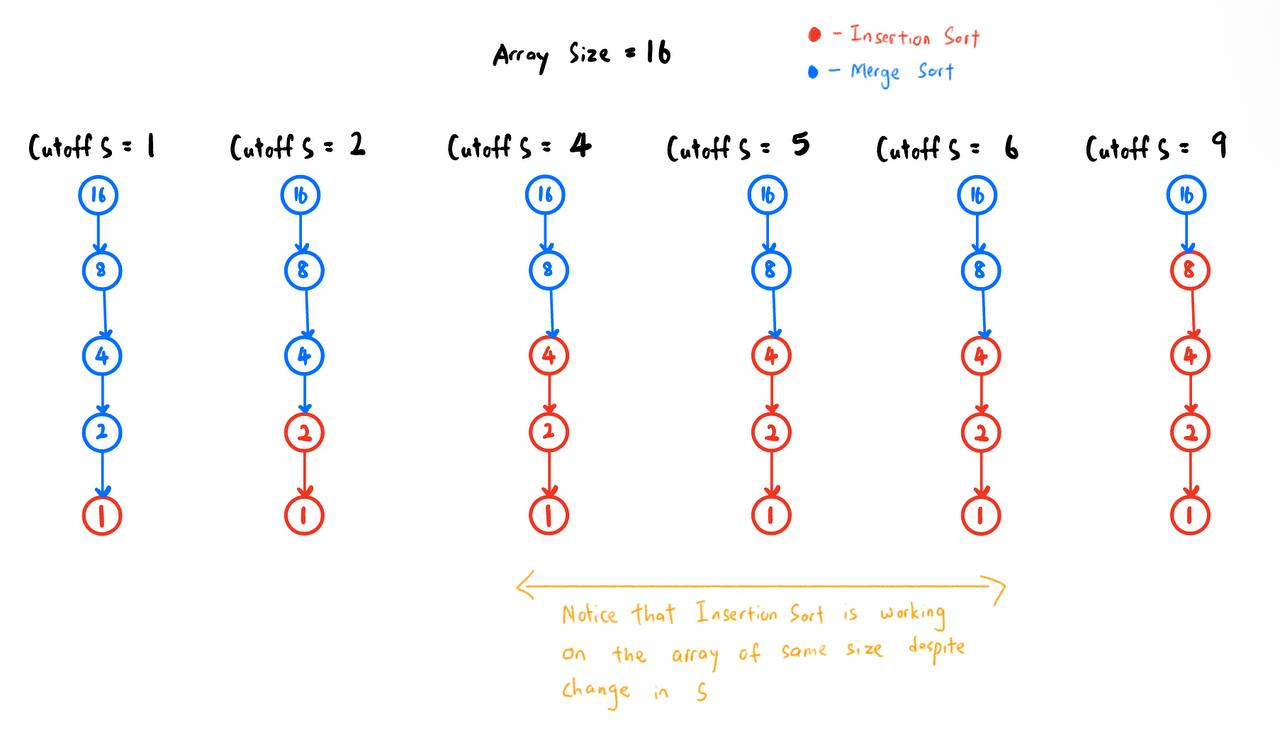 Array Size = 16
- Insertion Sort
- Merge Sort
Cutoff S = 1 Cutoff S = 2 Cutoff S = 4 Cutoff S = 5 Cutoff S = 6 Cutoff S = 9
16 16 16 16 16 16
8 8 8 8 8 8
4 4 4 4 4 4
2 2 2 2 2 2
1 1 1 1 1 1
Notice that Insertion Sort is working
on the array of same size despite
change in S